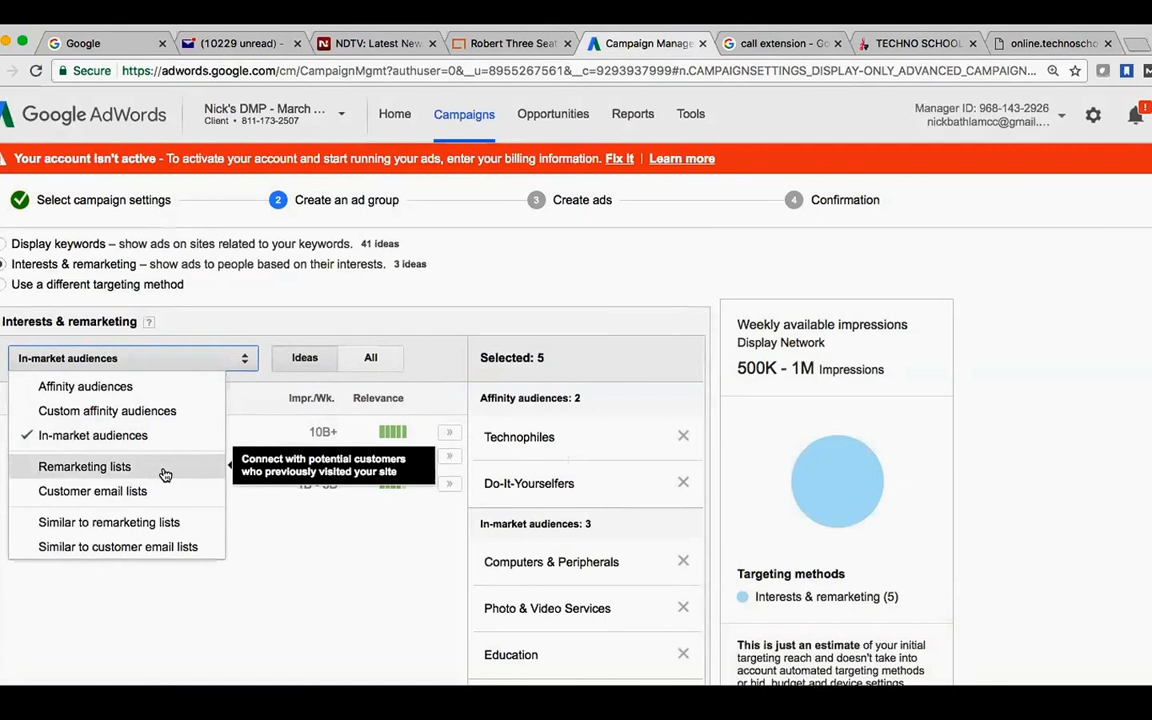 Google
(10229 unread) -
NDTV: Latest New
Robert Three Sea
Campaign Manage
call extension - Go
TECHNO SCHOOL
online.technoscho
Secure
https://adwords.google.com/cm/CampaignMgmt?authuser=0&__u=8955267561&__c=9293937999#n.CAMPAIGNSETTINGS_DISPLAY-ONLY_ADVANCED_CAMPAIGN...
Google AdWords
Nick's DMP - March ...
Client - 811-173-2507
Home
Campaigns
Opportunities
Reports
Tools
Manager ID: 968-143-2926
nickbathlamcc@gmail....
Your account isn't active - To activate your account and start running your ads, enter your billing information. Fix it | Learn more
Select campaign settings
2 Create an ad group
3 Create ads
4 Confirmation
Display keywords – show ads on sites related to your keywords. 41 ideas
Interests & remarketing – show ads to people based on their interests. 3 ideas
Use a different targeting method
Interests & remarketing ?
In-market audiences
Ideas
All
Affinity audiences
Custom affinity audiences
In-market audiences
Remarketing lists
Customer email lists
Similar to remarketing lists
Similar to customer email lists
Connect with potential customers
who previously visited your site
Impr./Wk.
Relevance
10B+
Selected: 5
Affinity audiences: 2
Technophiles
Do-It-Yourselfers
In-market audiences: 3
Computers & Peripherals
Photo & Video Services
Education
Weekly available impressions
Display Network
500K - 1M Impressions
Targeting methods
Interests & remarketing (5)
This is just an estimate of your initial
targeting reach and doesn't take into
account automated targeting methods
or bid, budget and device settings.